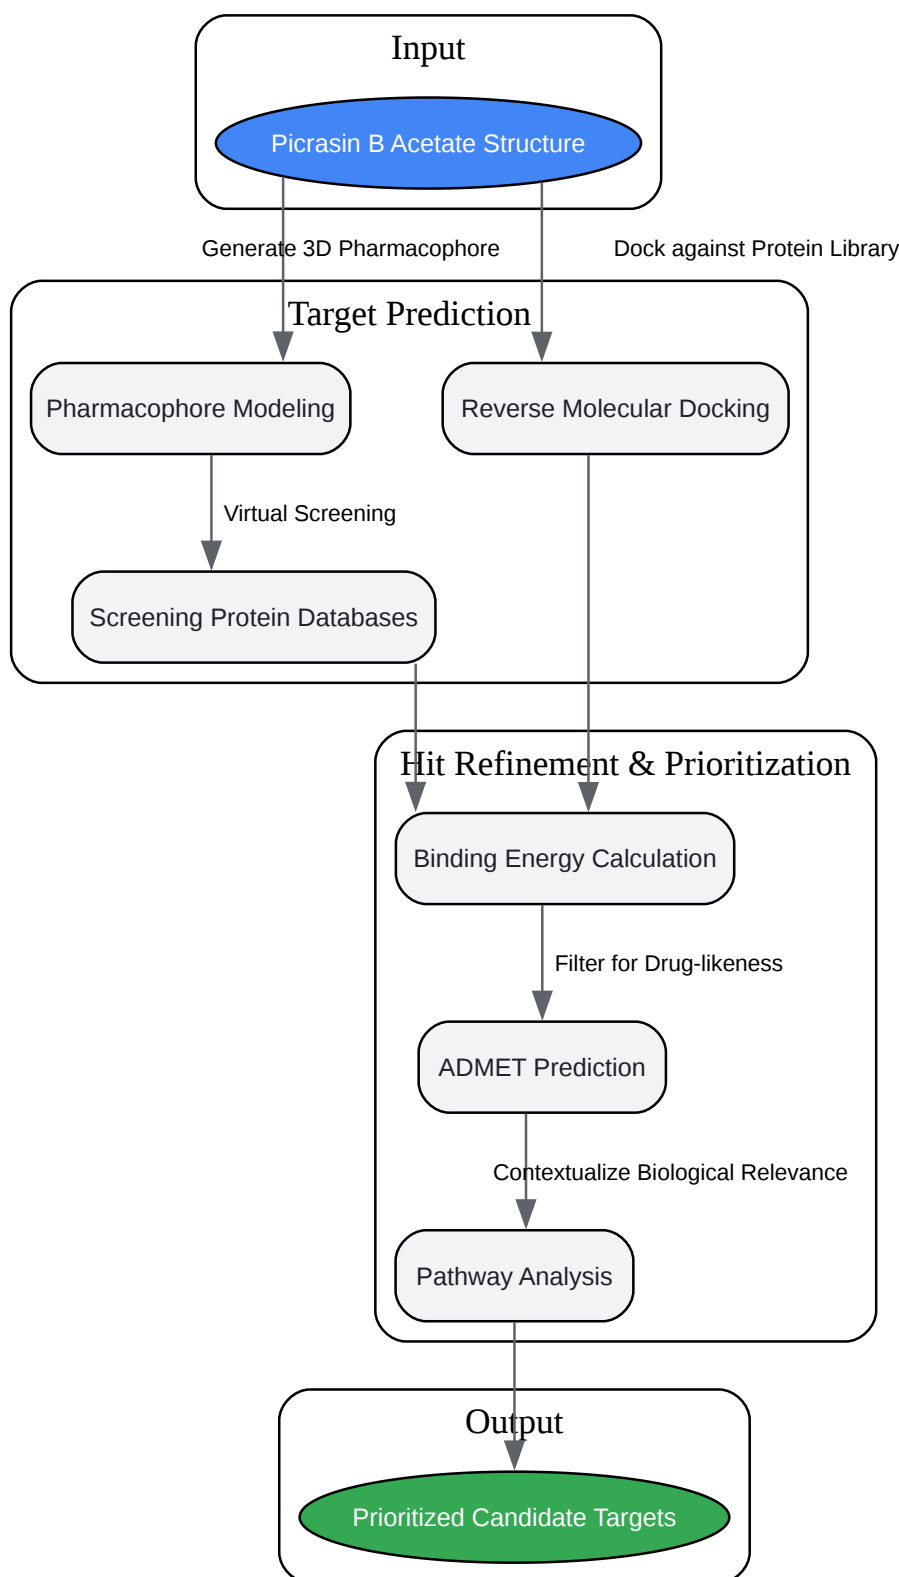 Input
Picrasin B Acetate Structure
Generate 3D Pharmacophore
Dock against Protein Library
Target Prediction
Pharmacophore Modeling
Reverse Molecular Docking
Virtual Screening
Screening Protein Databases
Hit Refinement & Prioritization
Binding Energy Calculation
Filter for Drug-likeness
ADMET Prediction
Contextualize Biological Relevance
Pathway Analysis
Output
Prioritized Candidate Targets